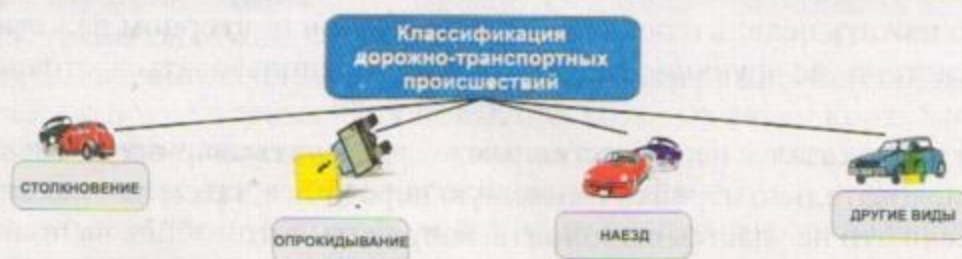 Классификация
дорожно-транспортных
происшествий
СТОЛКНОВЕНИЕ
ОПРОКИДЫВАНИЕ
НАЕЗД
ДРУГИЕ ВИДЫ